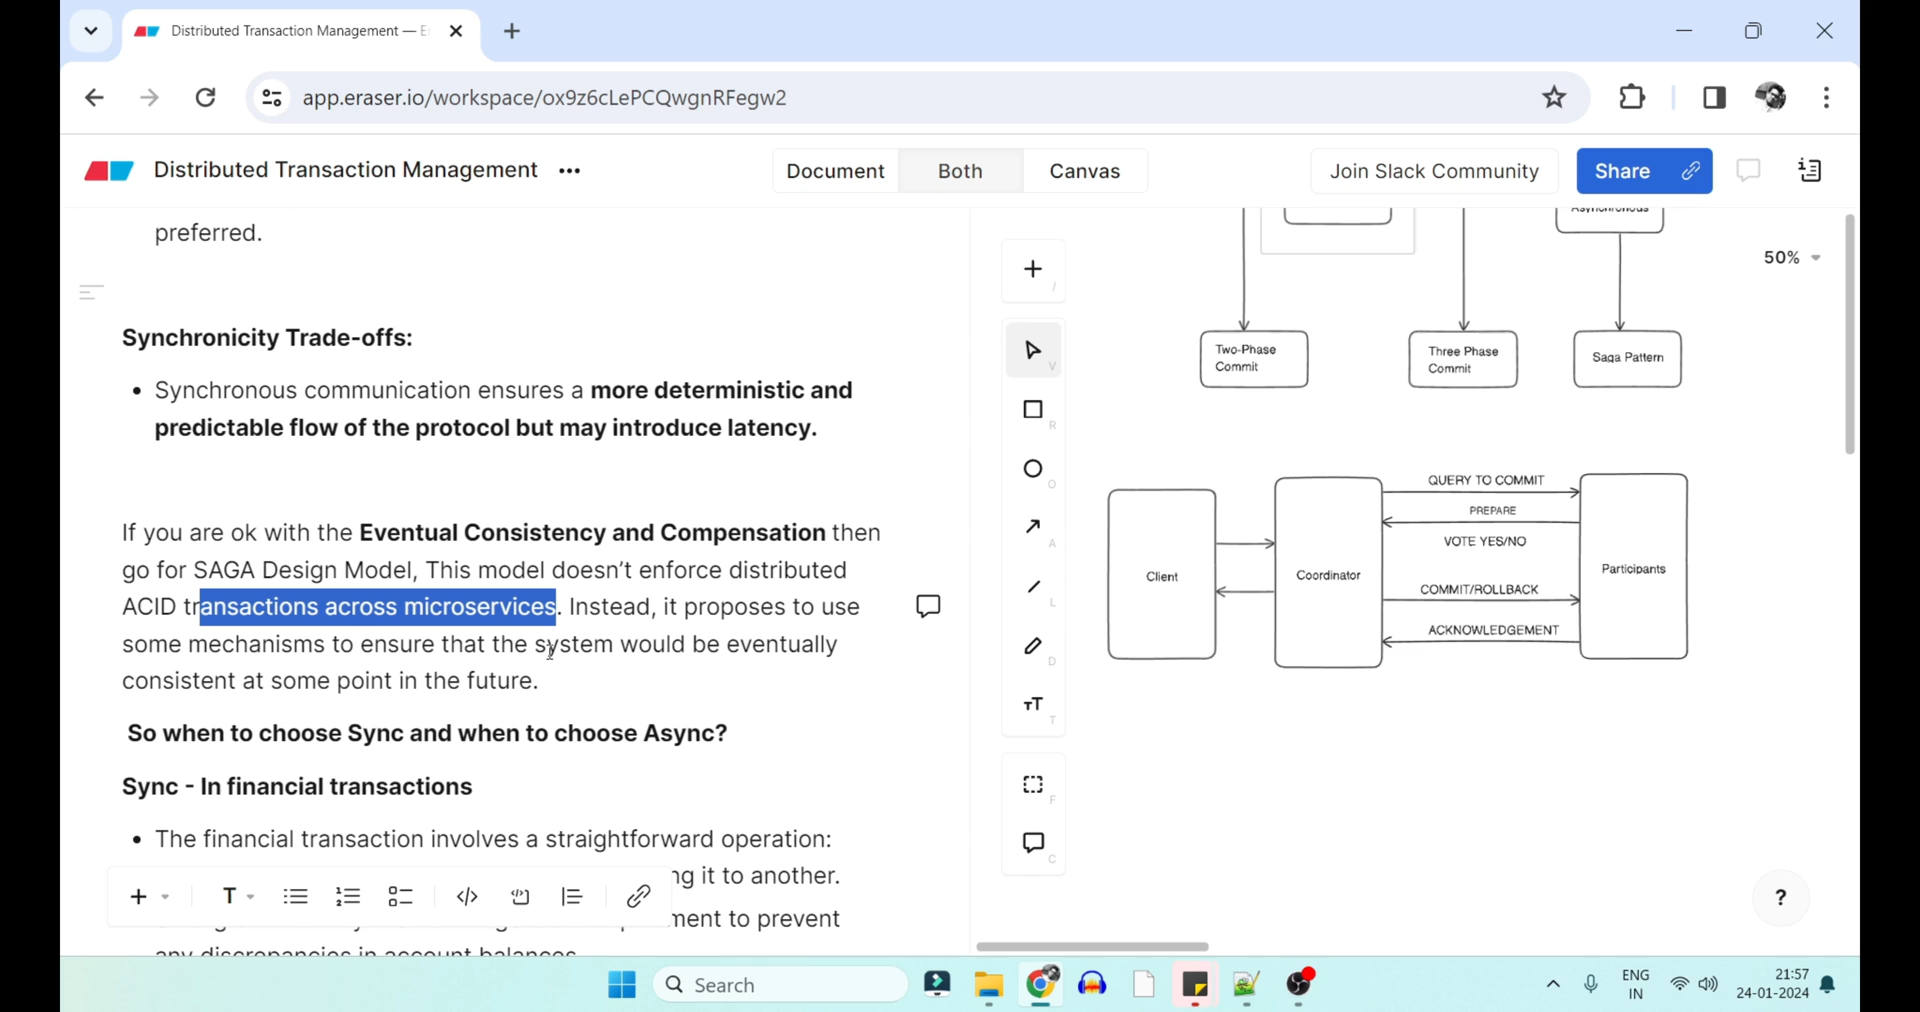 Distributed Transaction Management — E
app.eraser.io/workspace/ox9z6cLePCQwgnRFegw2
Distributed Transaction Management
Document
Both
Canvas
Join Slack Community
Share
preferred.
Synchronicity Trade-offs:
• Synchronous communication ensures a more deterministic and
predictable flow of the protocol but may introduce latency.
If you are ok with the Eventual Consistency and Compensation then
go for SAGA Design Model, This model doesn't enforce distributed
ACID transactions across microservices. Instead, it proposes to use
some mechanisms to ensure that the system would be eventually
consistent at some point in the future.
So when to choose Sync and when to choose Async?
Sync - In financial transactions
• The financial transaction involves a straightforward operation:
ng it to another.
ment to prevent
any discrepancies in account balances
T
/
V
R
O
A
L
D
TT
T
F
C
Asynchronous
50%
Two-Phase
Commit
Three Phase
Commit
Saga Pattern
Client
Coordinator
Participants
QUERY TO COMMIT
PREPARE
VOTE YES/NO
COMMIT/ROLLBACK
ACKNOWLEDGEMENT
?
Search
ENG
IN
21:57
24-01-2024